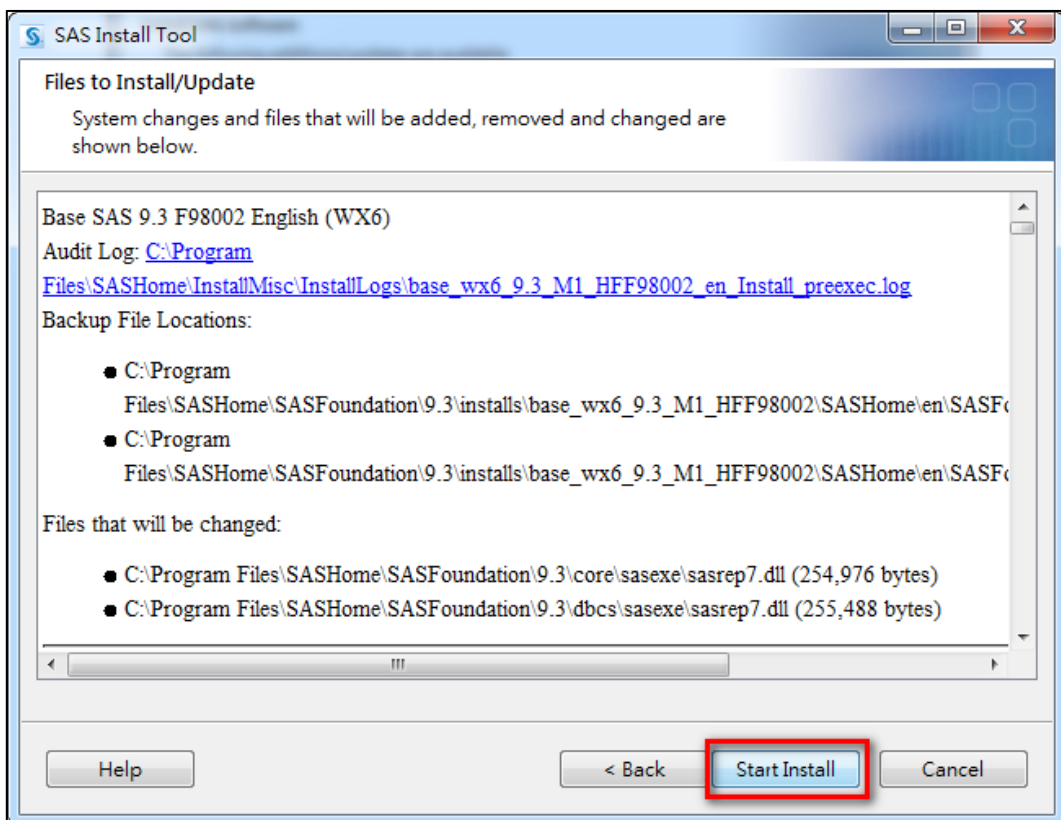 SAS Install Tool
Files to Install/Update
System changes and files that will be added, removed and changed are
shown below.
Base SAS 9.3 F98002 English (WX6)
Audit Log: C:\Program
Files\SASHome\InstallMisc\InstallLogs\base_wx6_9.3_M1_HFF98002_en_Install_preexec.log
Backup File Locations:
C:\Program
Files\SASHome\SASFoundation\9.3\installs\base_wx6_9.3_M1_HFF98002\SASHome\en\SASFo
C:\Program
Files\SASHome\SASFoundation\9.3\installs\base_wx6_9.3_M1_HFF98002\SASHome\en\SASFo
Files that will be changed:
C:\Program Files\SASHome\SASFoundation\9.3\core\sasexe\sasrep7.dll (254,976 bytes)
C:\Program Files\SASHome\SASFoundation\9.3\dbcs\sasexe\sasrep7.dll (255,488 bytes)
Help
< Back
Start Install
Cancel